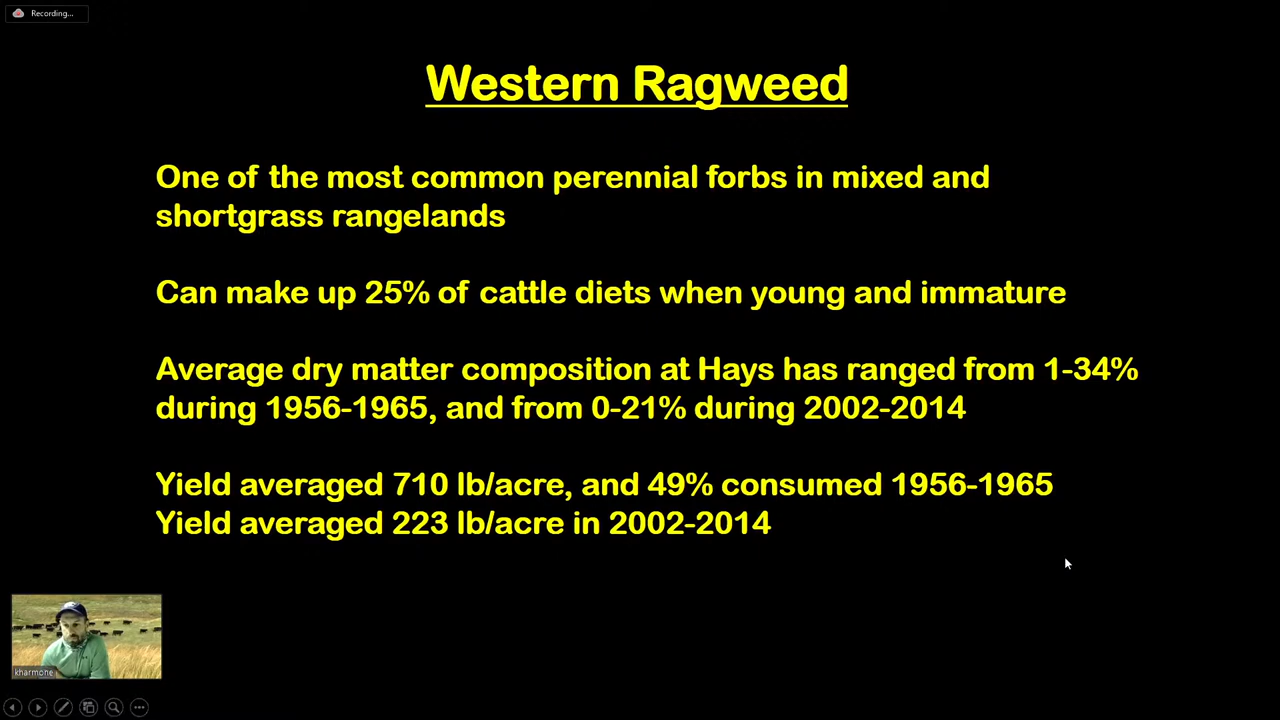 Recording...
Western Ragweed
One of the most common perennial forbs in mixed and
shortgrass rangelands
Can make up 25% of cattle diets when young and immature
Average dry matter composition at Hays has ranged from 1-34%
during 1956-1965, and from 0-21% during 2002-2014
Yield averaged 710 lb/acre, and 49% consumed 1956-1965
Yield averaged 223 lb/acre in 2002-2014
kharmone